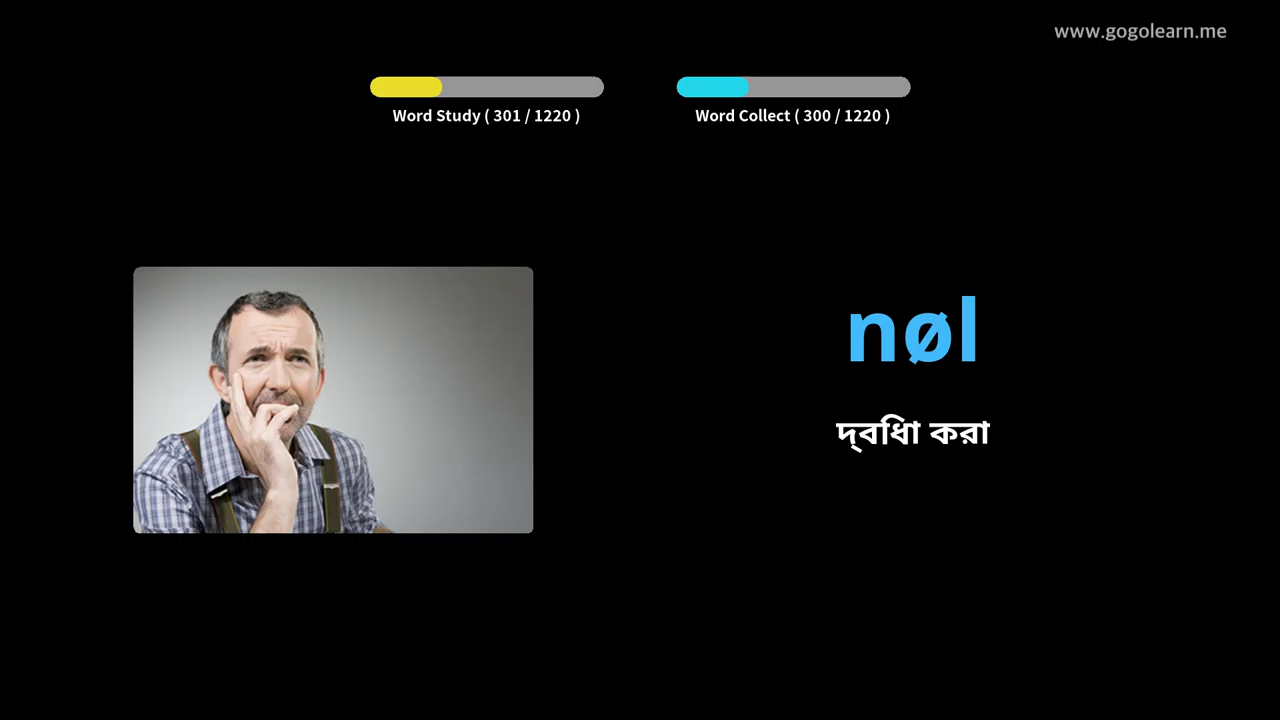 www.gogolearn.me
Word Study ( 301 / 1220 )
Word Collect ( 300 / 1220 )
nøl
দ্বিধা করা